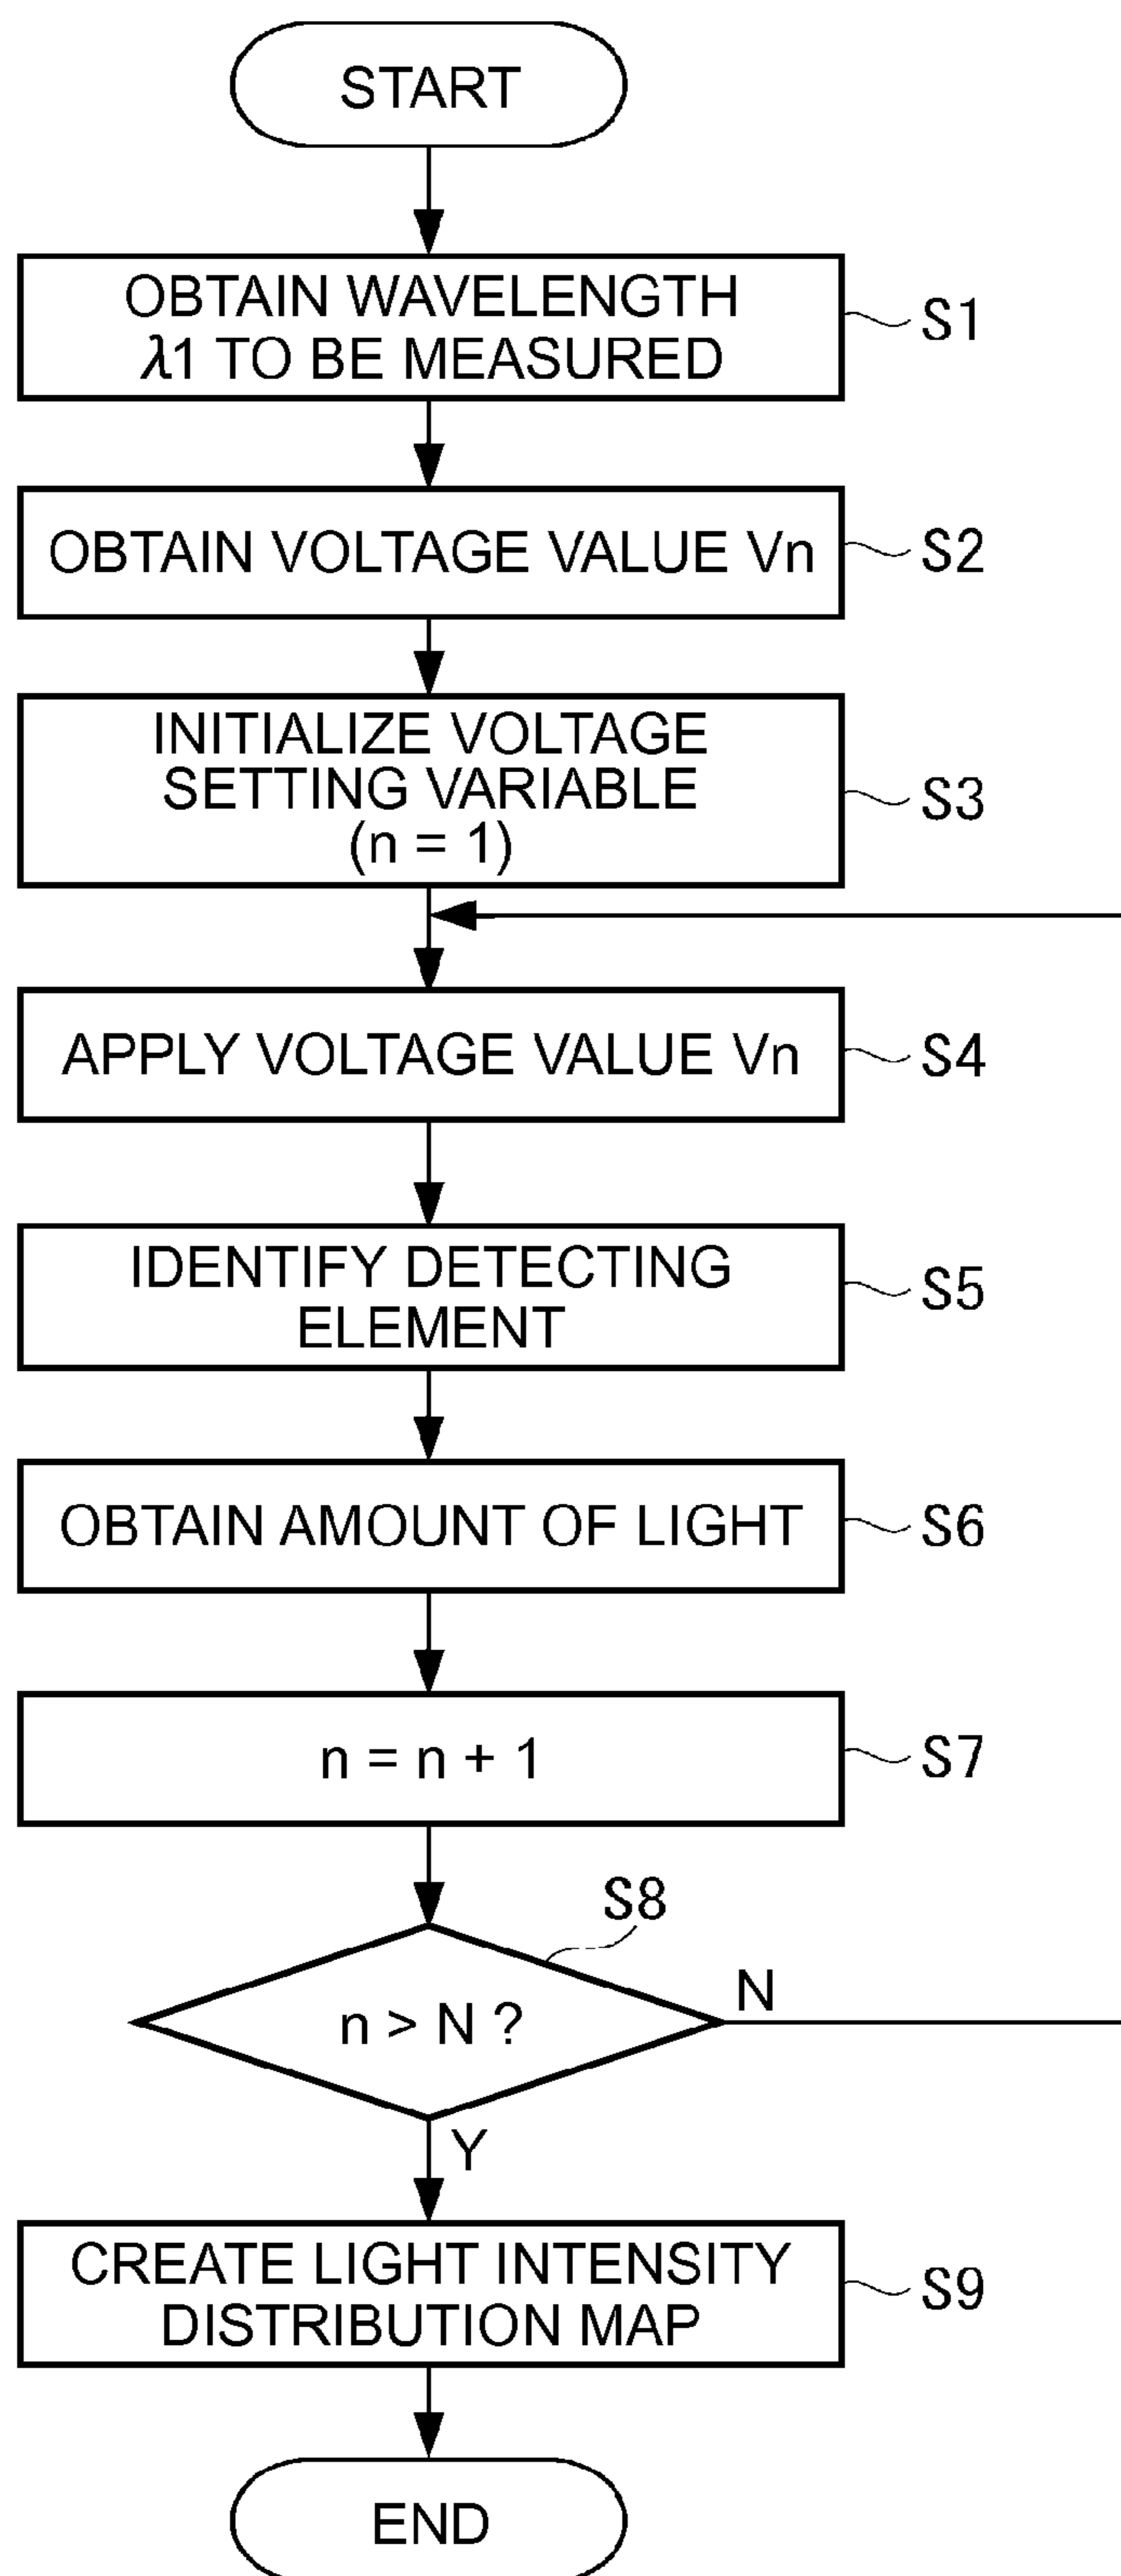 START
OBTAIN WAVELENGTH
λ1 TO BE MEASURED
S1
OBTAIN VOLTAGE VALUE Vn
S2
INITIALIZE VOLTAGE
SETTING VARIABLE
(n = 1)
S3
APPLY VOLTAGE VALUE Vn
S4
IDENTIFY DETECTING
ELEMENT
S5
OBTAIN AMOUNT OF LIGHT
S6
n = n + 1
S7
S8
n > N ?
N
Y
CREATE LIGHT INTENSITY
DISTRIBUTION MAP
S9
END